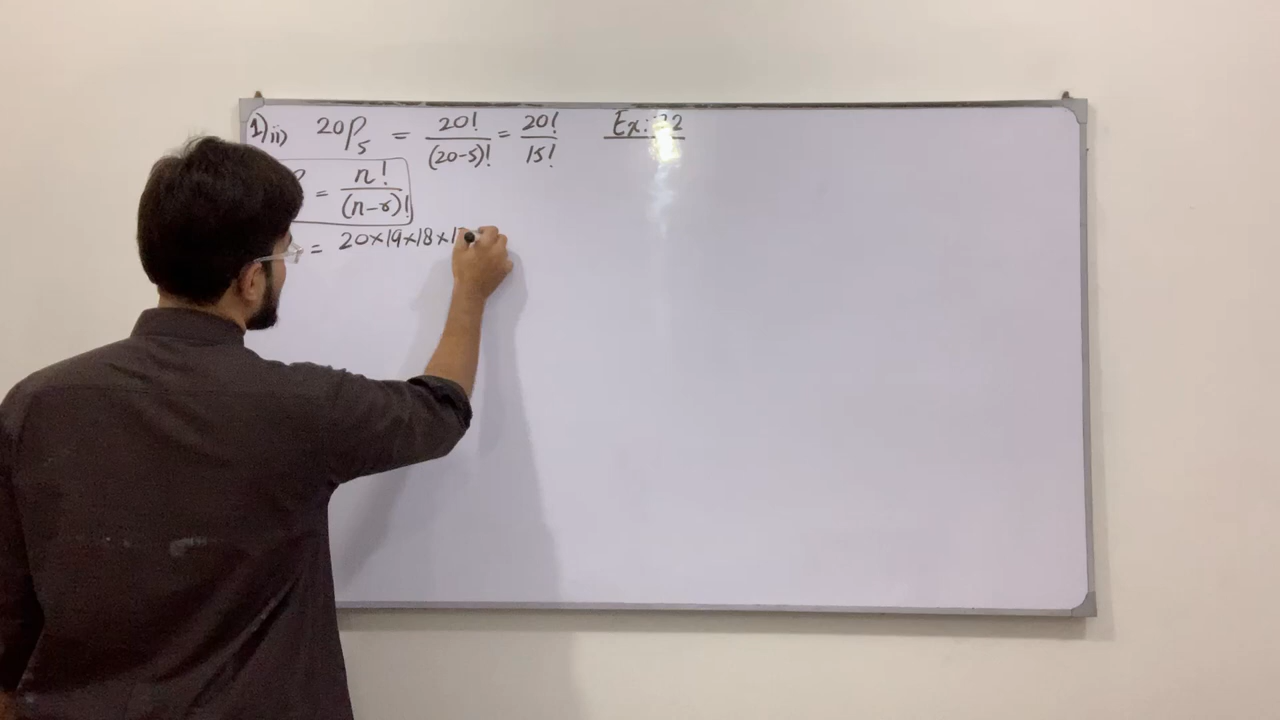 1) ii) 20P5 = 20!/(20-5)! = 20!/15! Ex:
= n!/(n-r)!
= 20×19×18×1